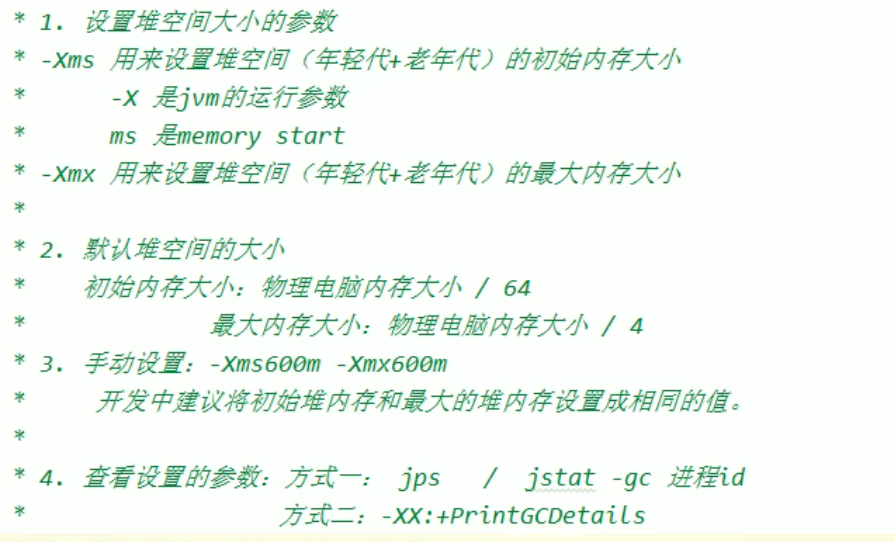 * 1. 设置堆空间大小的参数
* -Xms 用来设置堆空间（年轻代+老年代）的初始内存大小
* -X 是jvm的运行参数
* ms 是memory start
* -Xmx 用来设置堆空间（年轻代+老年代）的最大内存大小
*
* 2. 默认堆空间的大小
* 初始内存大小：物理电脑内存大小 / 64
* 最大内存大小：物理电脑内存大小 / 4
* 3. 手动设置：-Xms600m -Xmx600m
* 开发中建议将初始堆内存和最大的堆内存设置成相同的值。
*
* 4. 查看设置的参数：方式一： jps / jstat -gc 进程id
* 方式二：-XX:+PrintGCDetails